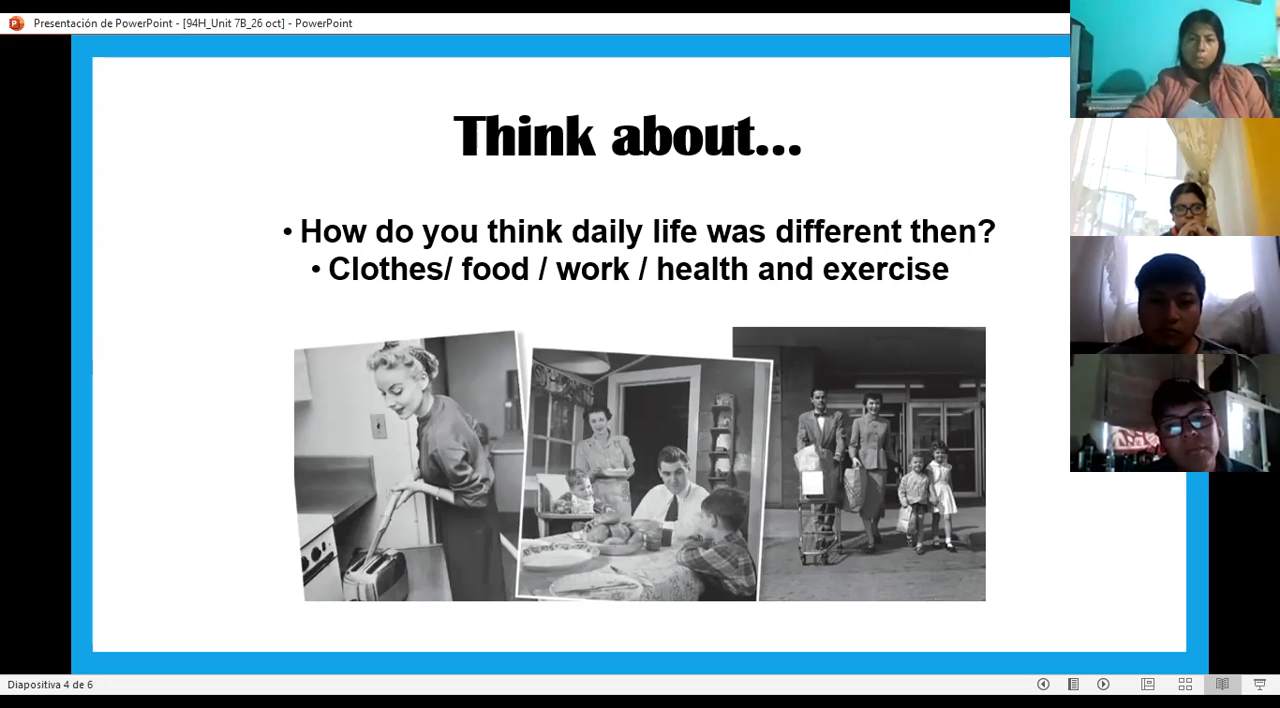 Presentación de PowerPoint - [94H_Unit 7B_26 oct] - PowerPoint
Think about...
• How do you think daily life was different then?
• Clothes/ food / work / health and exercise
Diapositiva 4 de 6